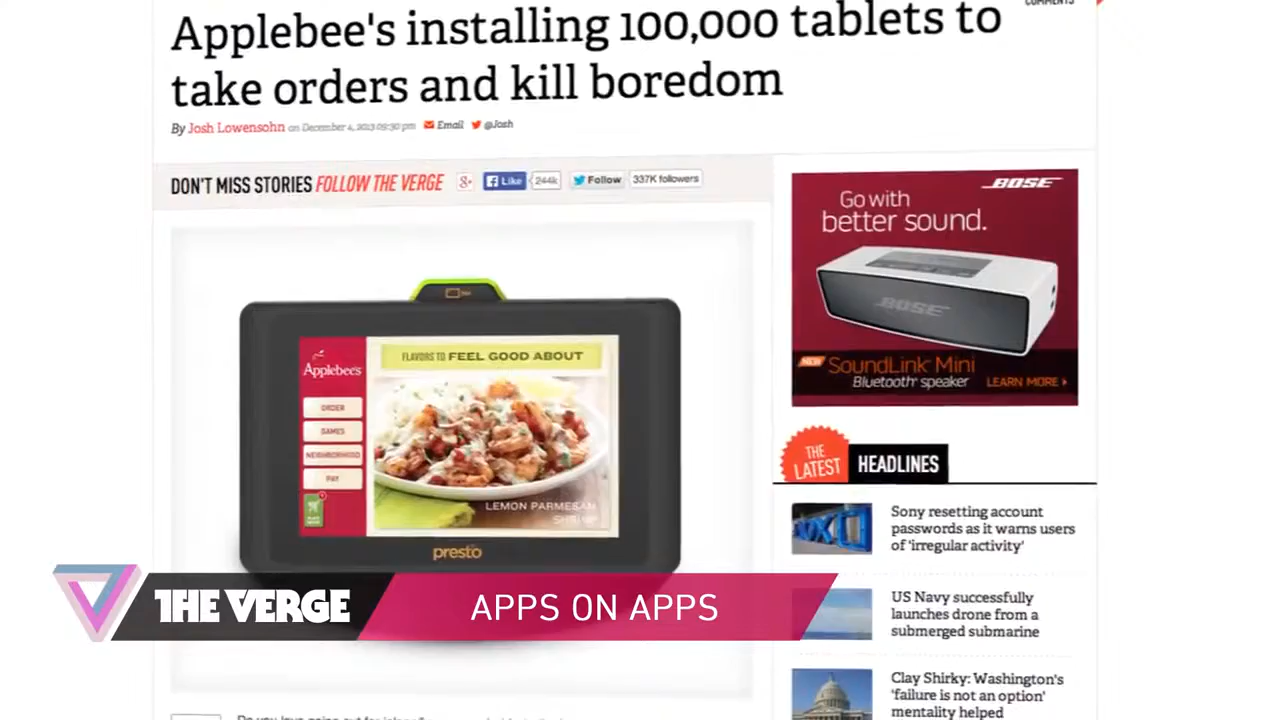 COMMENTS
Applebee's installing 100,000 tablets to
take orders and kill boredom
By Josh Lowensohn on December 4, 2013 09:30 pm Email @Josh
DON'T MISS STORIES FOLLOW THE VERGE 8+ Like 244k Follow 337K followers
Applebee's
ORDER
GAMES
NEIGHBORHOOD
PAY
FLAVORS TO FEEL GOOD ABOUT
LEMON PARMESAN
SHRIMP
presto
BOSE
Go with
better sound.
BOSE
NEW SoundLink Mini
Bluetooth speaker LEARN MORE
THE
LATEST
HEADLINES
Sony resetting account
passwords as it warns users
of 'irregular activity'
US Navy successfully
launches drone from a
submerged submarine
Clay Shirky: Washington's
'failure is not an option'
mentality helped
THE VERGE
APPS ON APPS